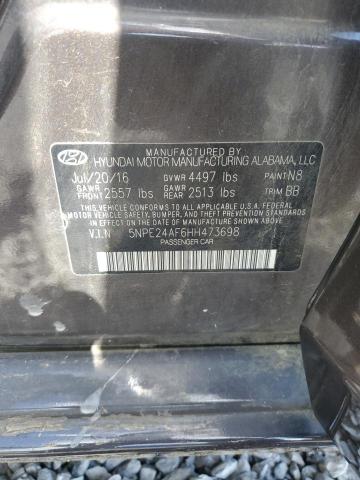 MANUFACTURED BY
HYUNDAI MOTOR MANUFACTURING ALABAMA, LLC
Jul/20/16 GVWR 4497 lbs PAINT N8
GAWR FRONT 2557 lbs GAWR REAR 2513 lbs TRIM BB
THIS VEHICLE CONFORMS TO ALL APPLICABLE U.S.A. FEDERAL
MOTOR VEHICLE SAFETY, BUMPER, AND THEFT PREVENTION
STANDARDS IN EFFECT ON THE DATE OF MANUFACTURE
SHOWN ABOVE.
V.I.N 5NPE24AF6HH473698
PASSENGER CAR